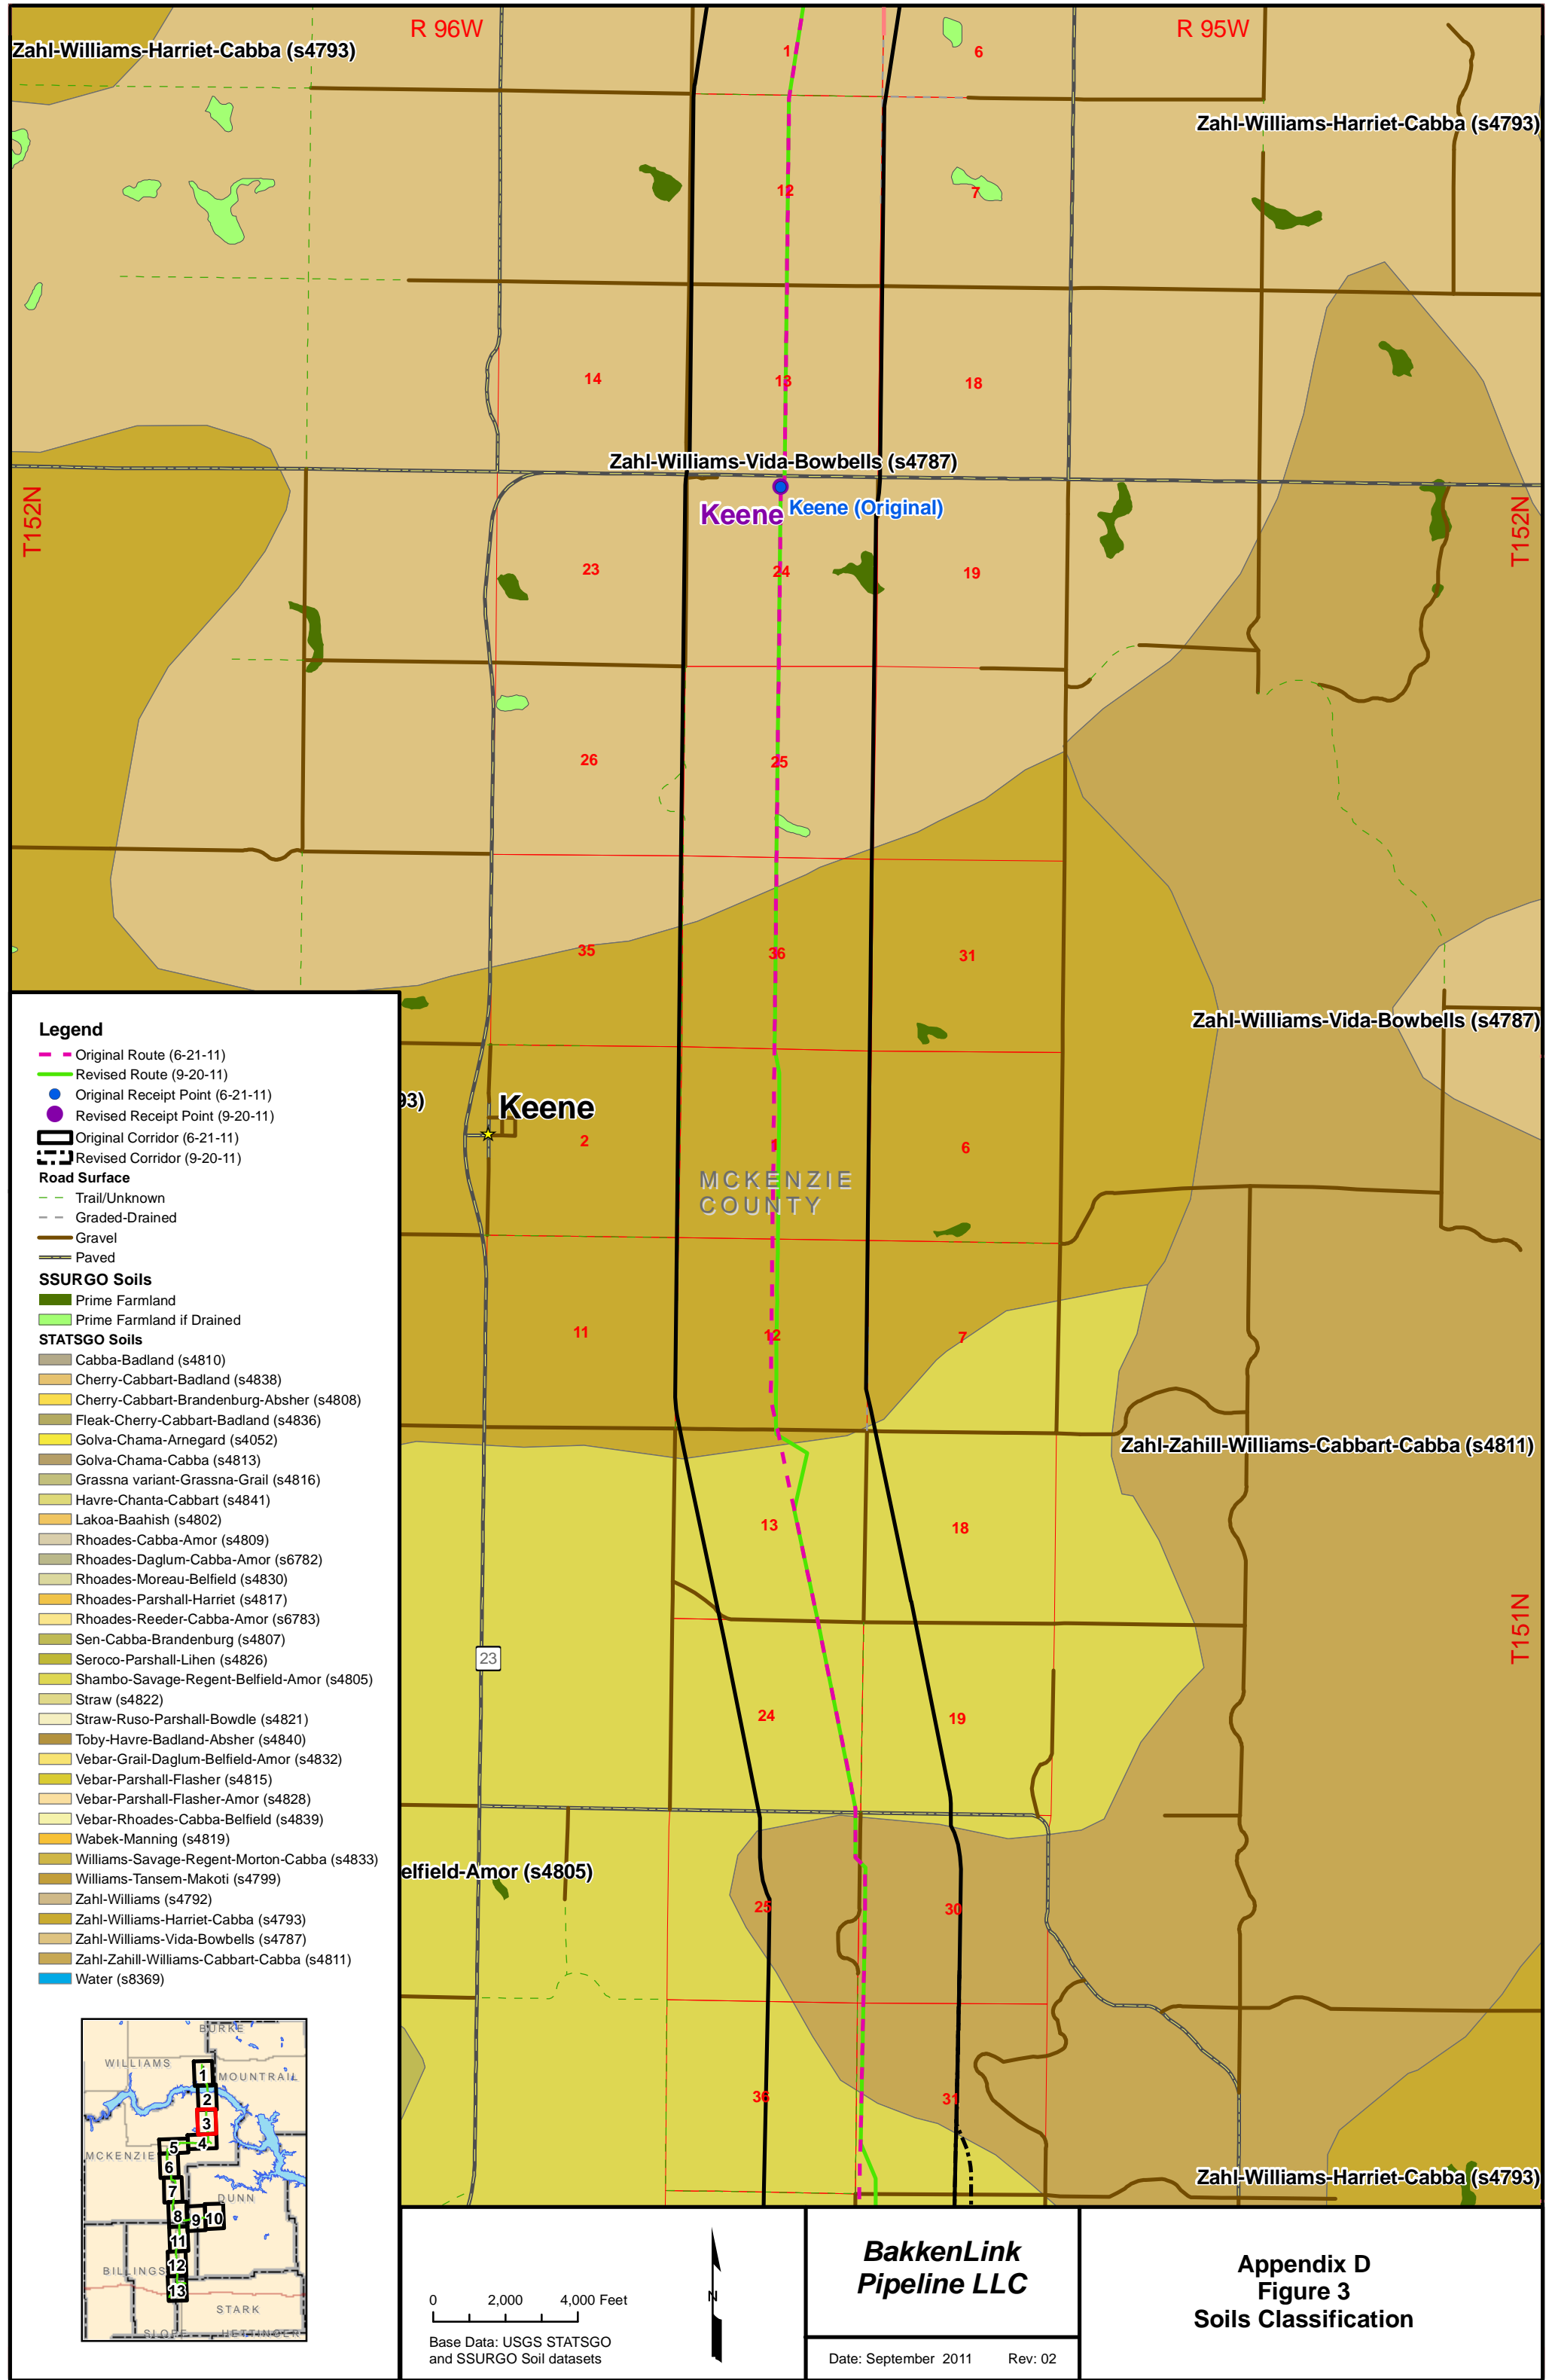 R 96W
R 95W
Zahl-Williams-Harriet-Cabba (s4793)
1
6
Zahl-Williams-Harriet-Cabba (s4793)
12
7
14
13
18
Zahl-Williams-Vida-Bowbells (s4787)
T152N
Keene
Keene (Original)
T152N
23
24
19
26
25
35
36
31
Zahl-Williams-Vida-Bowbells (s4787)
93)
Keene
2
1
6
MCKENZIE
COUNTY
11
12
7
Zahl-Zahill-Williams-Cabbart-Cabba (s4811)
13
18
T151N
23
24
19
elfield-Amor (s4805)
25
30
36
31
Zahl-Williams-Harriet-Cabba (s4793)
Legend
Original Route (6-21-11)
Revised Route (9-20-11)
Original Receipt Point (6-21-11)
Revised Receipt Point (9-20-11)
Original Corridor (6-21-11)
Revised Corridor (9-20-11)
Road Surface
Trail/Unknown
Graded-Drained
Gravel
Paved
SSURGO Soils
Prime Farmland
Prime Farmland if Drained
STATSGO Soils
Cabba-Badland (s4810)
Cherry-Cabbart-Badland (s4838)
Cherry-Cabbart-Brandenburg-Absher (s4808)
Fleak-Cherry-Cabbart-Badland (s4836)
Golva-Chama-Arnegard (s4052)
Golva-Chama-Cabba (s4813)
Grassna variant-Grassna-Grail (s4816)
Havre-Chanta-Cabbart (s4841)
Lakoa-Baahish (s4802)
Rhoades-Cabba-Amor (s4809)
Rhoades-Daglum-Cabba-Amor (s6782)
Rhoades-Moreau-Belfield (s4830)
Rhoades-Parshall-Harriet (s4817)
Rhoades-Reeder-Cabba-Amor (s6783)
Sen-Cabba-Brandenburg (s4807)
Seroco-Parshall-Lihen (s4826)
Shambo-Savage-Regent-Belfield-Amor (s4805)
Straw (s4822)
Straw-Ruso-Parshall-Bowdle (s4821)
Toby-Havre-Badland-Absher (s4840)
Vebar-Grail-Daglum-Belfield-Amor (s4832)
Vebar-Parshall-Flasher (s4815)
Vebar-Parshall-Flasher-Amor (s4828)
Vebar-Rhoades-Cabba-Belfield (s4839)
Wabek-Manning (s4819)
Williams-Savage-Regent-Morton-Cabba (s4833)
Williams-Tansem-Makoti (s4799)
Zahl-Williams (s4792)
Zahl-Williams-Harriet-Cabba (s4793)
Zahl-Williams-Vida-Bowbells (s4787)
Zahl-Zahill-Williams-Cabbart-Cabba (s4811)
Water (s8369)
BURKE
WILLIAMS
MOUNTRAIL
1
2
3
4
5
MCKENZIE
6
7
DUNN
8
9
10
11
12
BILLINGS
13
STARK
SLOPE
HETTINGER
0 2,000 4,000 Feet
Base Data: USGS STATSGO
and SSURGO Soil datasets
N
BakkenLink
Pipeline LLC
Date: September 2011 Rev: 02
Appendix D
Figure 3
Soils Classification